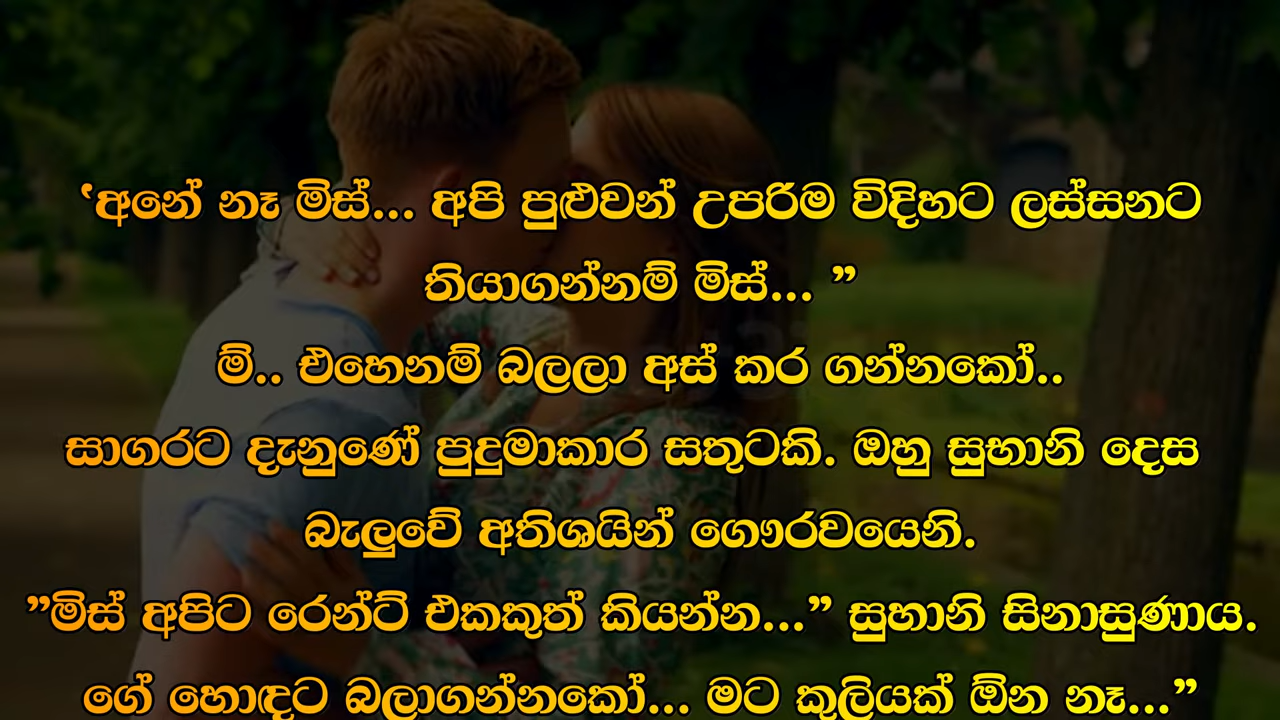 ‛අනේ නෑ මිස්... අපි පුළුවන් උපරිම විදිහට ලස්සනට
තියාගන්නම් මිස්... ”
ම්.. එහෙනම් බලලා අස් කර ගන්නකෝ..
සාගරට දැනුණේ පුදුමාකාර සතුටකි. ඔහු සුභානි දෙස
බැලුවේ අතිශයින් ගෞරවයෙනි.
”මිස් අපිට රෙන්ට් එකකුත් කියන්න...” සුහානි සිනාසුණාය.
ගේ හොඳට බලාගන්නකෝ... මට කුලියක් ඕන නෑ...”